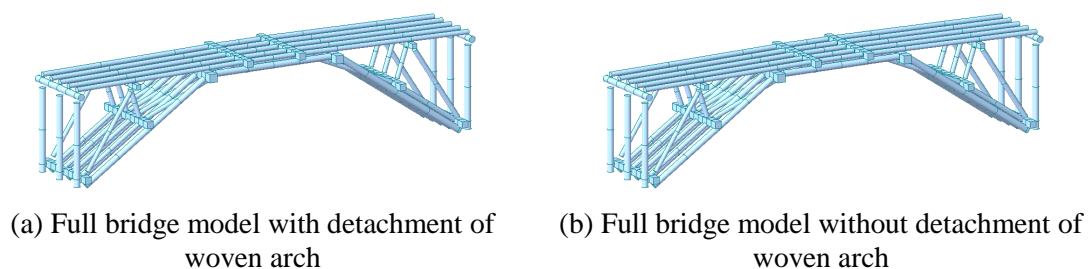 (a) Full bridge model with detachment of
woven arch
(b) Full bridge model without detachment of
woven arch